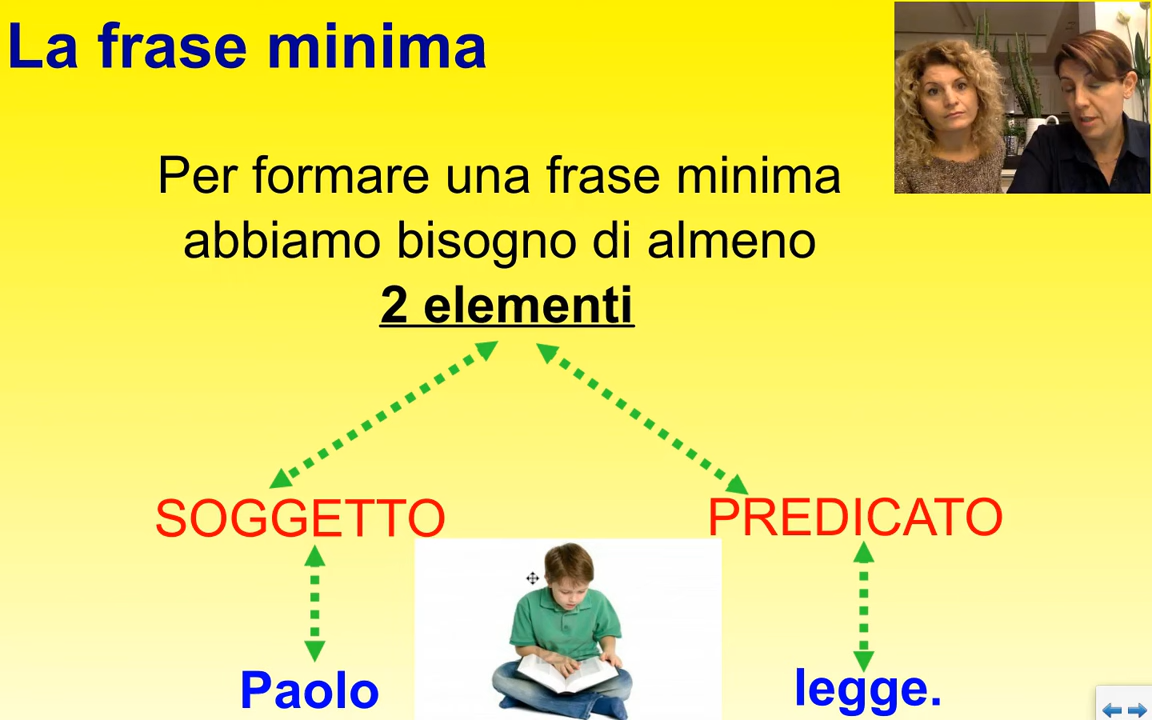 La frase minima
Per formare una frase minima
abbiamo bisogno di almeno
2 elementi
SOGGETTO
PREDICATO
Paolo
legge.